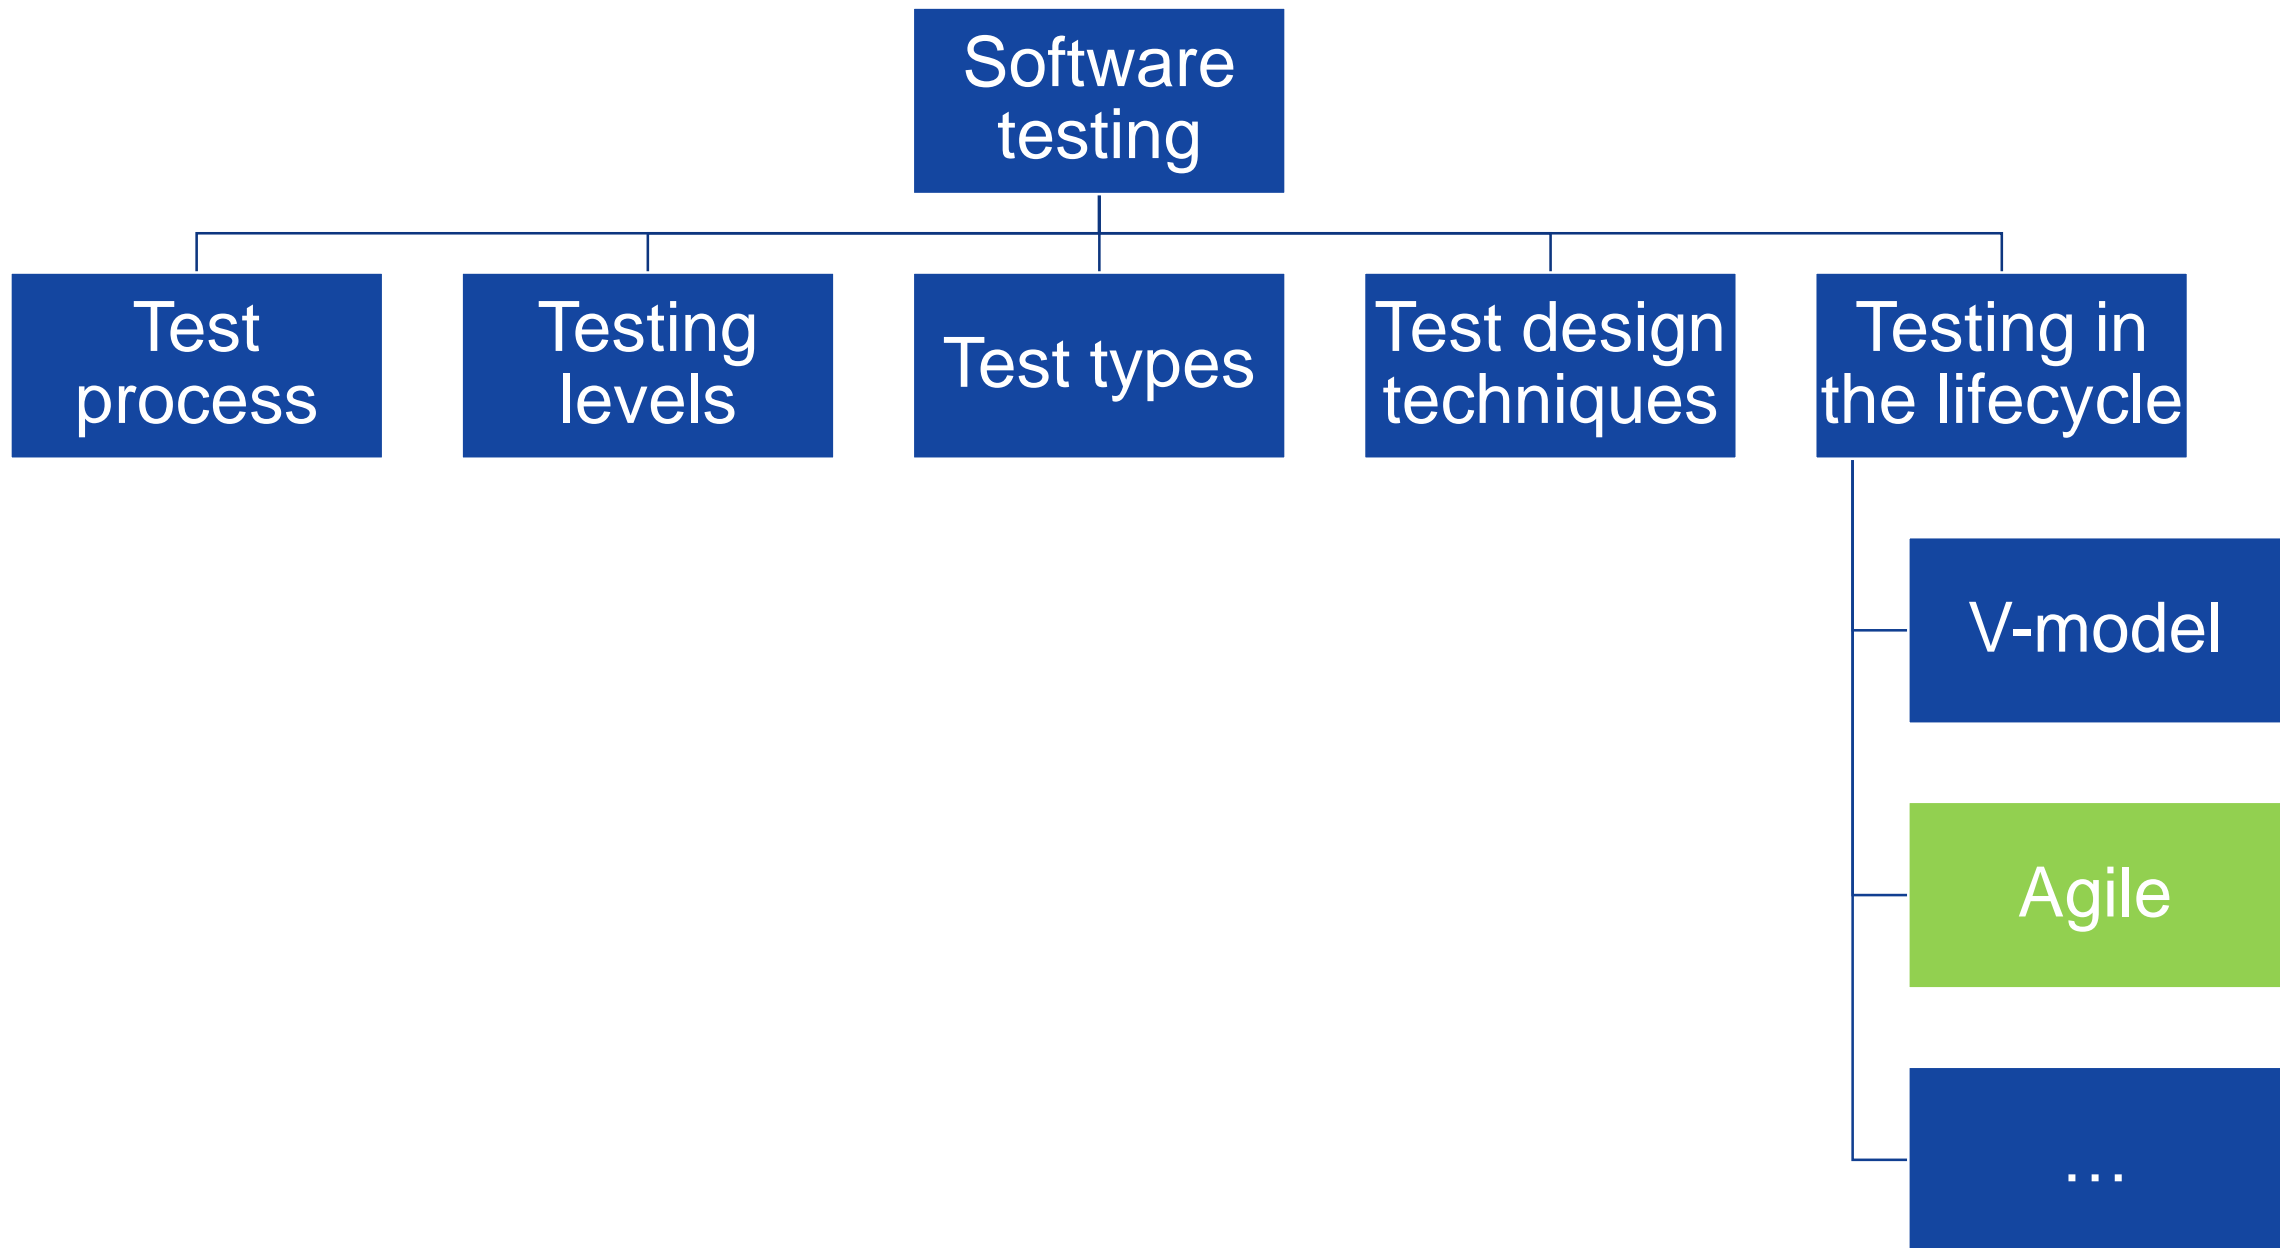 Software
testing
Test
process
Testing
levels
Test types
Test design
techniques
Testing in
the lifecycle
V-model
Agile
…